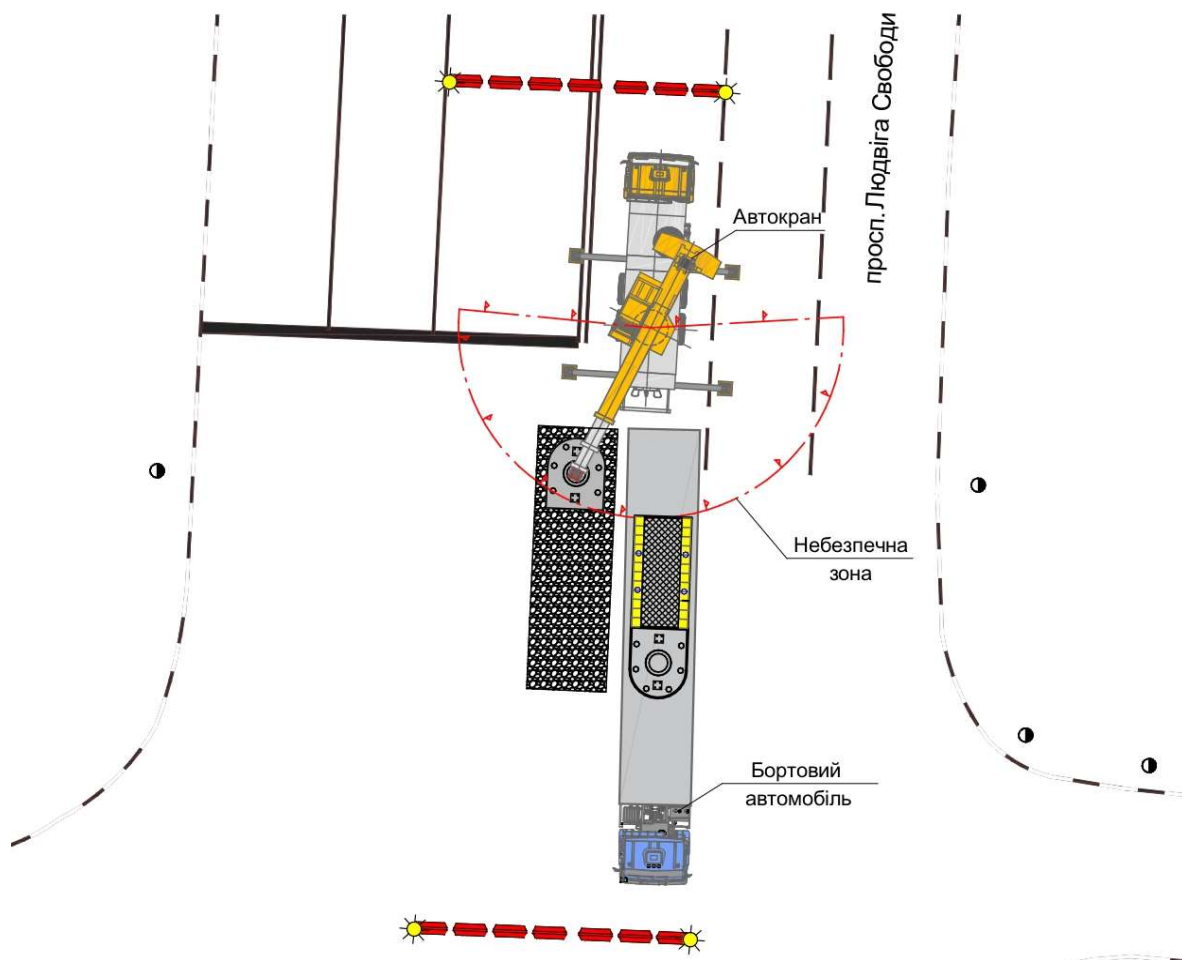 просп. Людвіга Свободи
Автокран
Небезпечна
зона
Бортовий
автомобіль